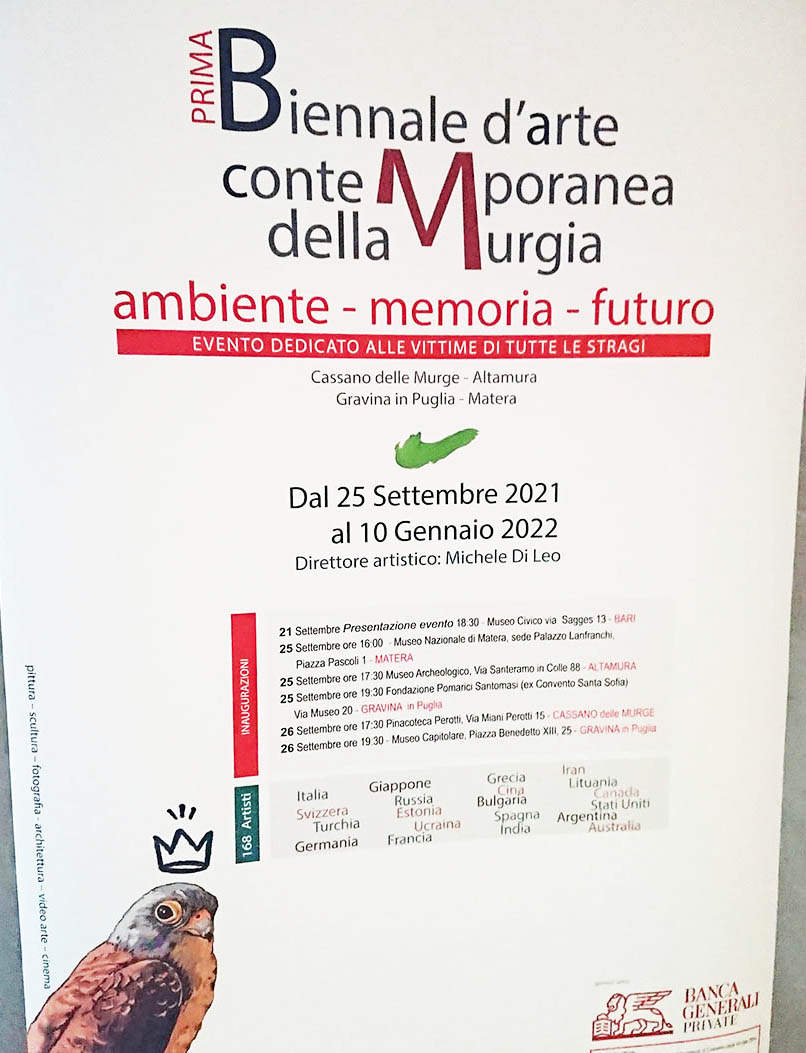 PRIMA
Biennale d'arte
conteMporanea
della Murgia
ambiente - memoria - futuro
EVENTO DEDICATO ALLE VITTIME DI TUTTE LE STRAGI
Cassano delle Murge - Altamura
Gravina in Puglia - Matera
Dal 25 Settembre 2021
al 10 Gennaio 2022
Direttore artistico: Michele Di Leo
INAUGURAZIONI
21 Settembre Presentazione evento 18:30 - Museo Civico via Sagges 13 - BARI
25 Settembre ore 16:00 - Museo Nazionale di Matera, sede Palazzo Lanfranchi,
Piazza Pascoli 1 - MATERA
25 Settembre ore 17:30 Museo Archeologico, Via Santeramo in Colle 88 - ALTAMURA
25 Settembre ore 19:30 Fondazione Pomarici Santomasi (ex Convento Santa Sofia)
Via Museo 20 - GRAVINA in Puglia
26 Settembre ore 17:30 Pinacoteca Perotti, Via Miani Perotti 15 - CASSANO delle MURGE
26 Settembre ore 19:30 - Museo Capitolare, Piazza Benedetto XIII, 25 - GRAVINA in Puglia
168 Artisti
Italia
Svizzera
Turchia
Germania
Giappone
Russia
Estonia
Ucraina
Francia
Grecia
Cina
Bulgaria
Spagna
India
Iran
Lituania
Canada
Stati Uniti
Argentina
Australia
pittura – scultura – fotografia – architettura – video arte – cinema
BANCA
GENERALI
PRIVATE